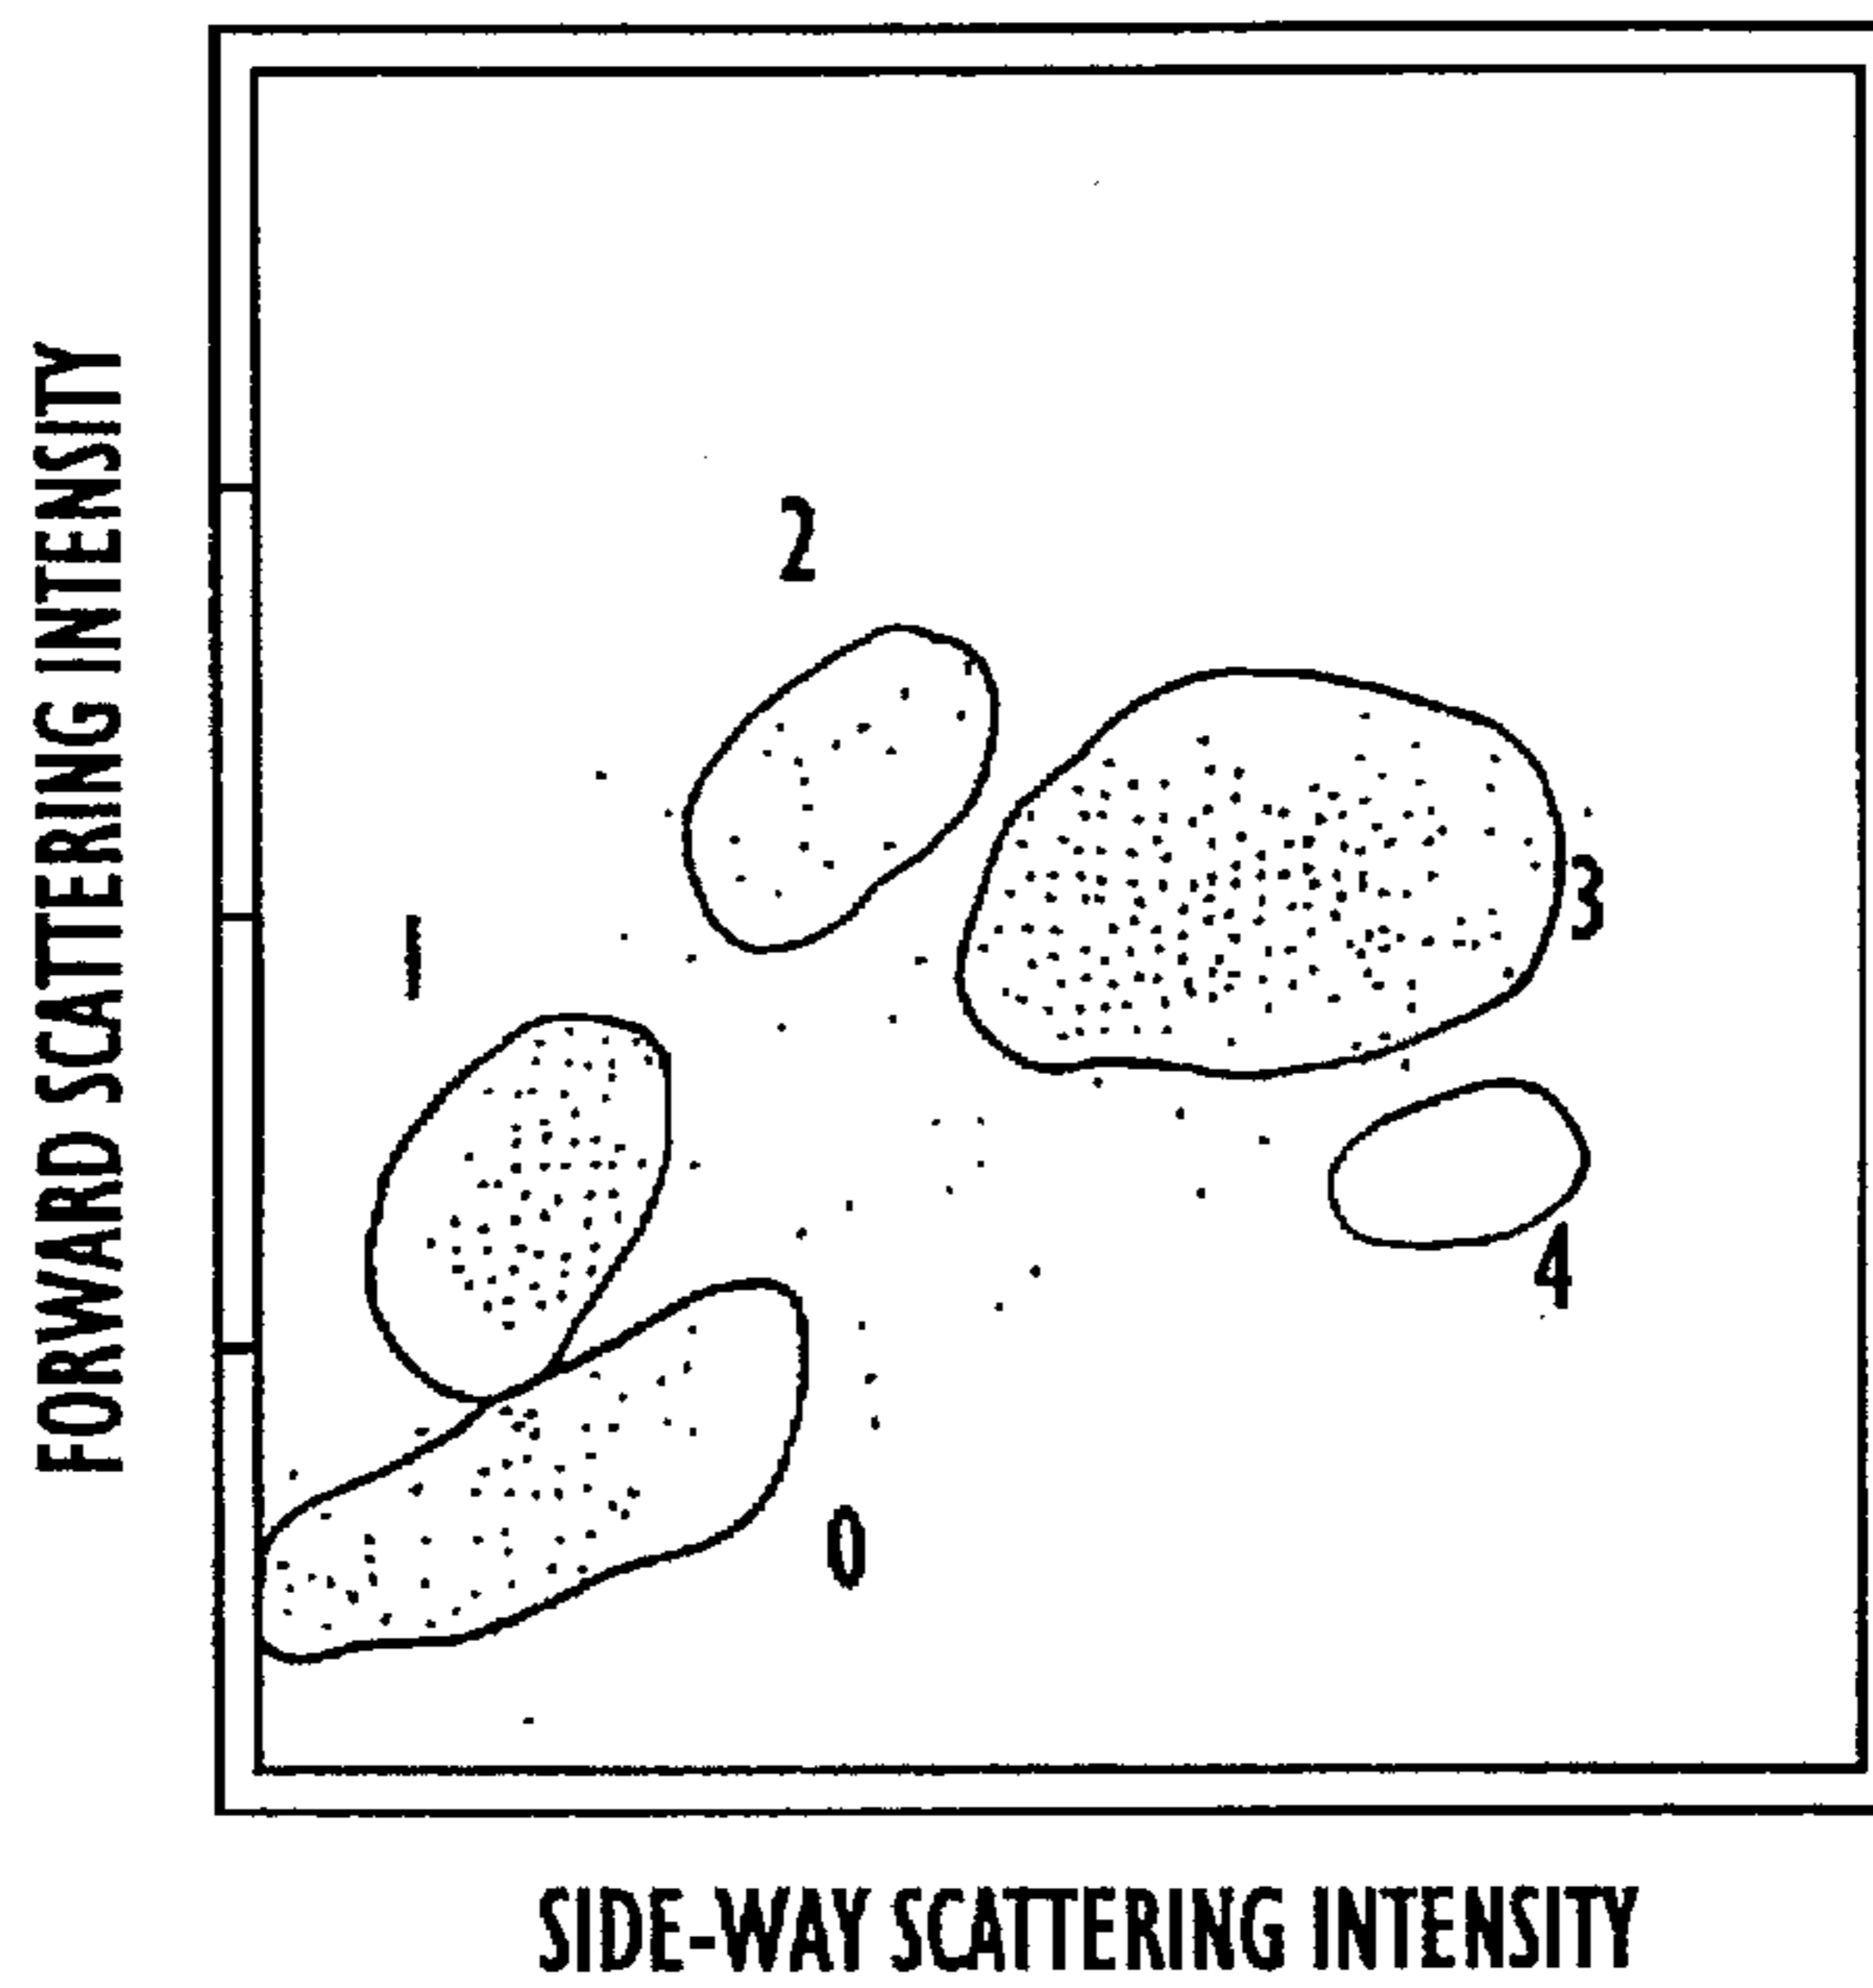 FORWARD SCATTERING INTENSITY
2
3
1
4
0
SIDE-WAY SCATTERING INTENSITY